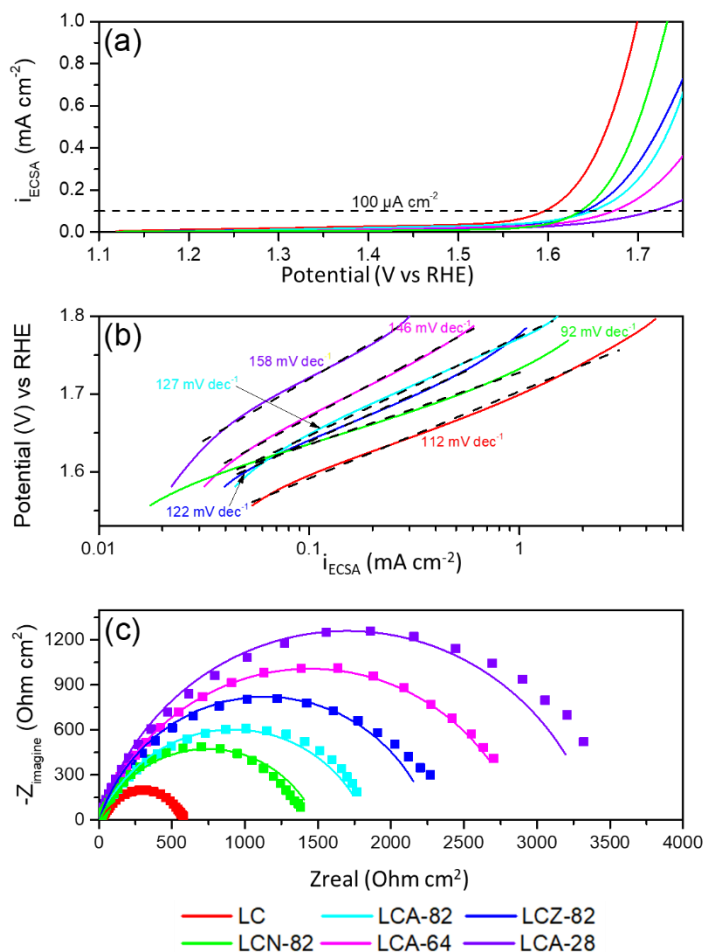 (a)
1.0
0.8
0.6
0.4
0.2
0.0
i_ECSA (mA cm⁻²)
100 µA cm⁻²
1.1 1.2 1.3 1.4 1.5 1.6 1.7
Potential (V vs RHE)
(b)
1.8
1.7
1.6
Potential (V) vs RHE
146 mV dec⁻¹
158 mV dec⁻¹
92 mV dec⁻¹
127 mV dec⁻¹
112 mV dec⁻¹
122 mV dec⁻¹
0.01 0.1 1
i_ECSA (mA cm⁻²)
(c)
1200
900
600
300
0
-Z_imagine (Ohm cm²)
0 500 1000 1500 2000 2500 3000 3500 4000
Zreal (Ohm cm²)
LC LCA-82 LCZ-82
LCN-82 LCA-64 LCA-28